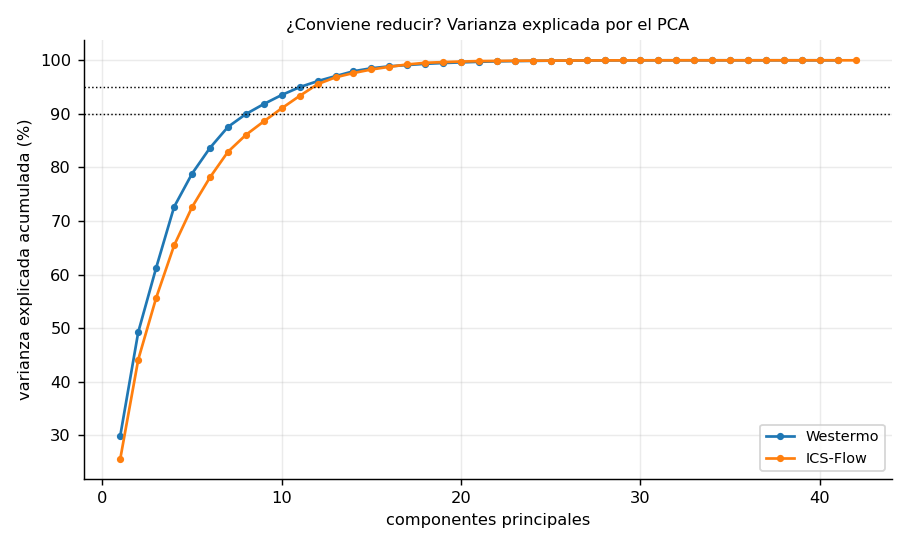 ¿Conviene reducir? Varianza explicada por el PCA
varianza explicada acumulada (%)
100
90
80
70
60
50
40
30
0
10
20
30
40
componentes principales
Westermo
ICS-Flow